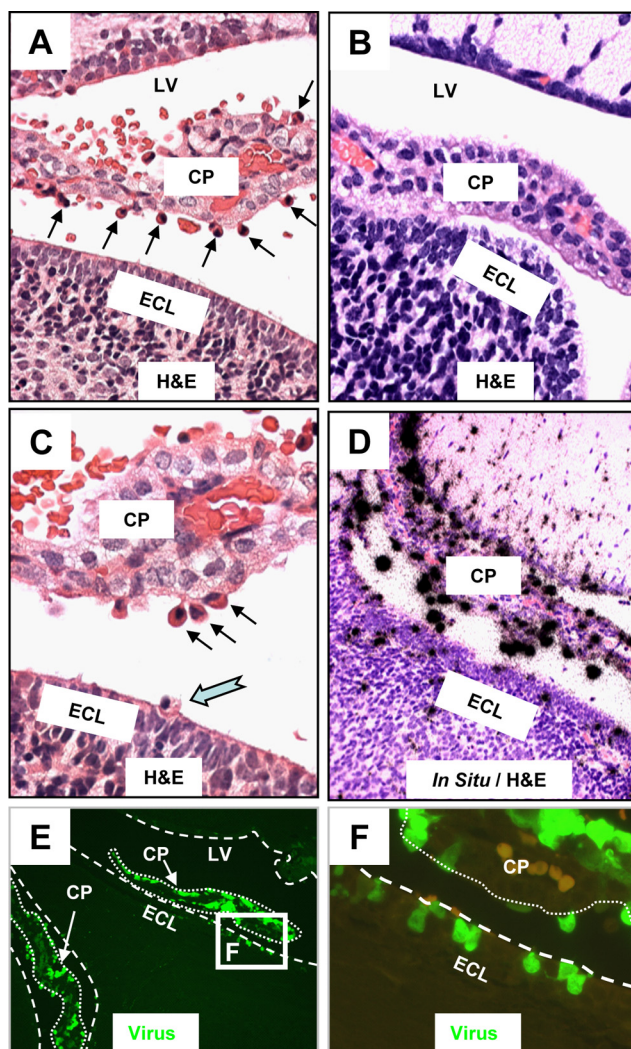 A
LV
CP
ECL
H&E
B
LV
CP
ECL
H&E
C
CP
ECL
H&E
D
CP
ECL
In Situ / H&E
E
CP
LV
CP
ECL
F
Virus
F
CP
ECL
Virus